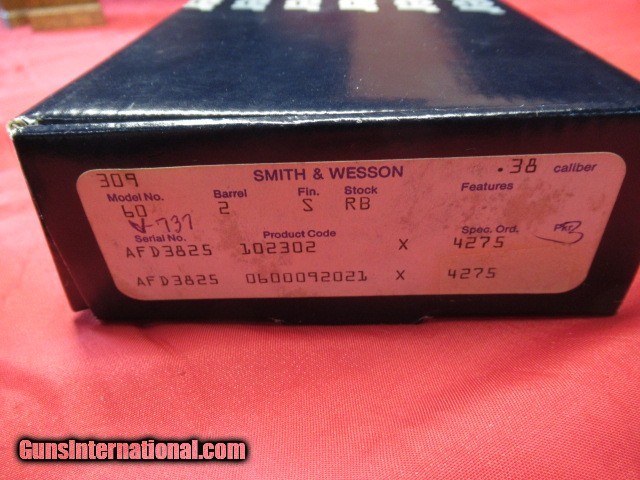 309 SMITH & WESSON .38 caliber
Model No. Barrel Fin. Stock Features
60 2 S RB
V-737
Serial No. Product Code Spec. Ord.
AFD3825 102302 X 4275
AFD3825 0600092021 X 4275
GunsInternational.com